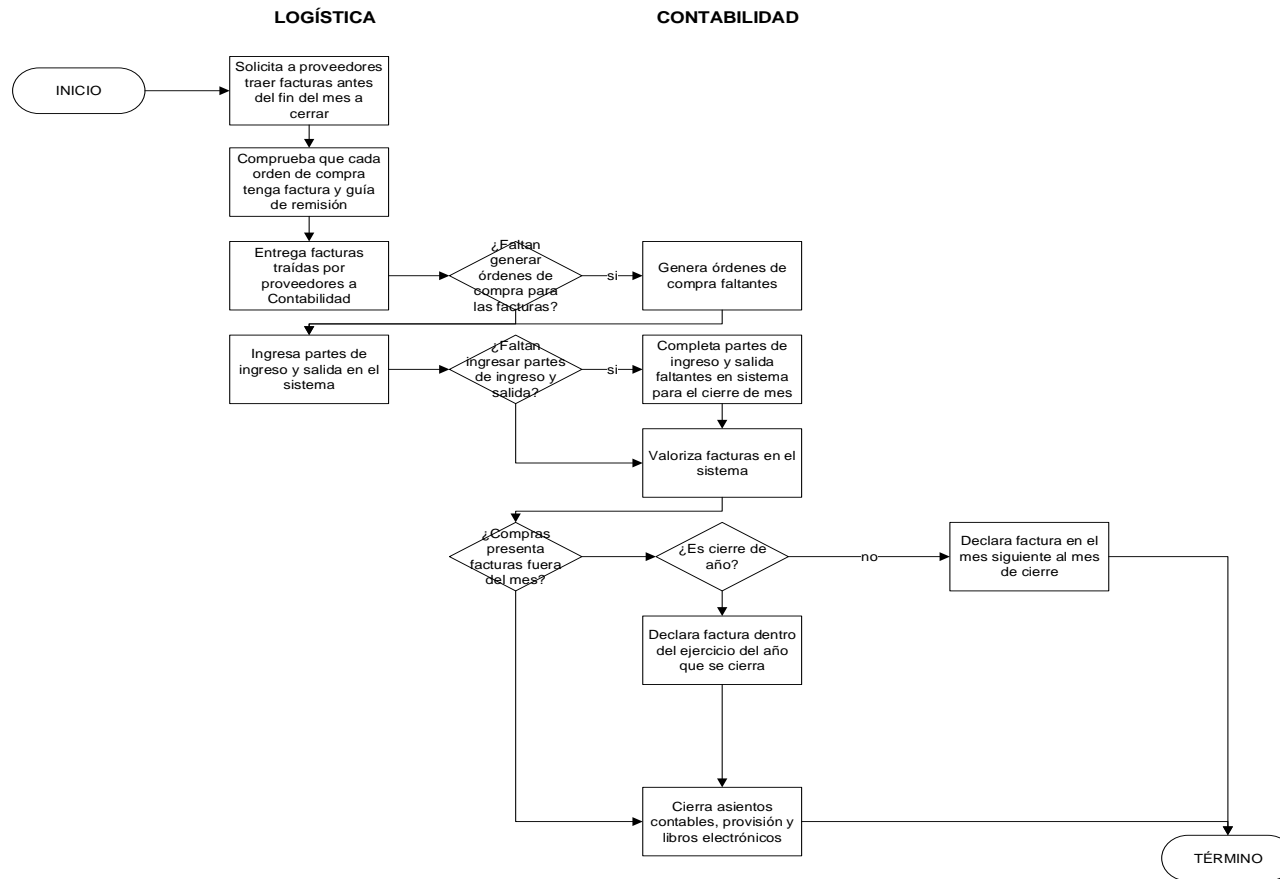 LOGÍSTICA
CONTABILIDAD
INICIO
Solicita a proveedores
traer facturas antes
del fin del mes a
cerrar
Comprueba que cada
orden de compra
tenga factura y guía
de remisión
Entrega facturas
traídas por
proveedores a
Contabilidad
¿Faltan
generar
órdenes de
compra para
las facturas?
si
Genera órdenes de
compra faltantes
Ingresa partes de
ingreso y salida en el
sistema
¿Faltan
ingresar partes
de ingreso y
salida?
si
Completa partes de
ingreso y salida
faltantes en sistema
para el cierre de mes
Valoriza facturas en el
sistema
¿Compras
presenta
facturas fuera
del mes?
¿Es cierre de
año?
no
Declara factura en el
mes siguiente al mes
de cierre
Declara factura dentro
del ejercicio del año
que se cierra
Cierra asientos
contables, provisión y
libros electrónicos
TÉRMINO